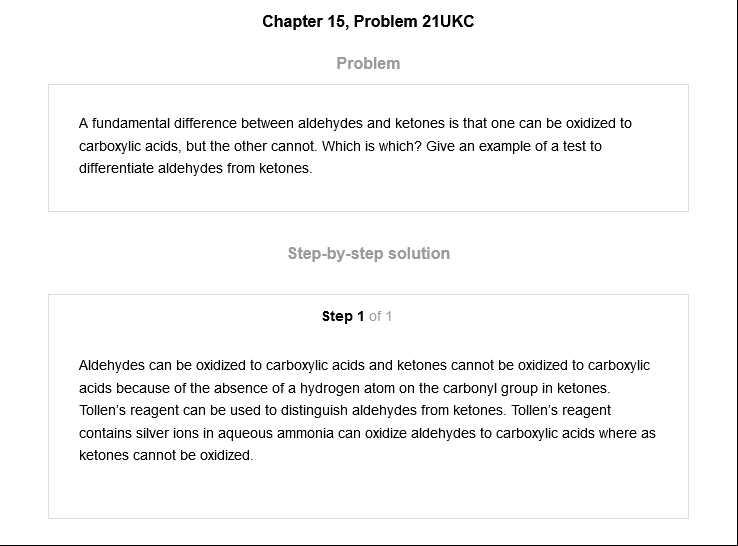 Chapter 15, Problem 21UKC
Problem
A fundamental difference between aldehydes and ketones is that one can be oxidized to
carboxylic acids, but the other cannot. Which is which? Give an example of a test to
differentiate aldehydes from ketones.
Step-by-step solution
Step 1 of 1
Aldehydes can be oxidized to carboxylic acids and ketones cannot be oxidized to carboxylic
acids because of the absence of a hydrogen atom on the carbonyl group in ketones.
Tollen’s reagent can be used to distinguish aldehydes from ketones. Tollen’s reagent
contains silver ions in aqueous ammonia can oxidize aldehydes to carboxylic acids where as
ketones cannot be oxidized.